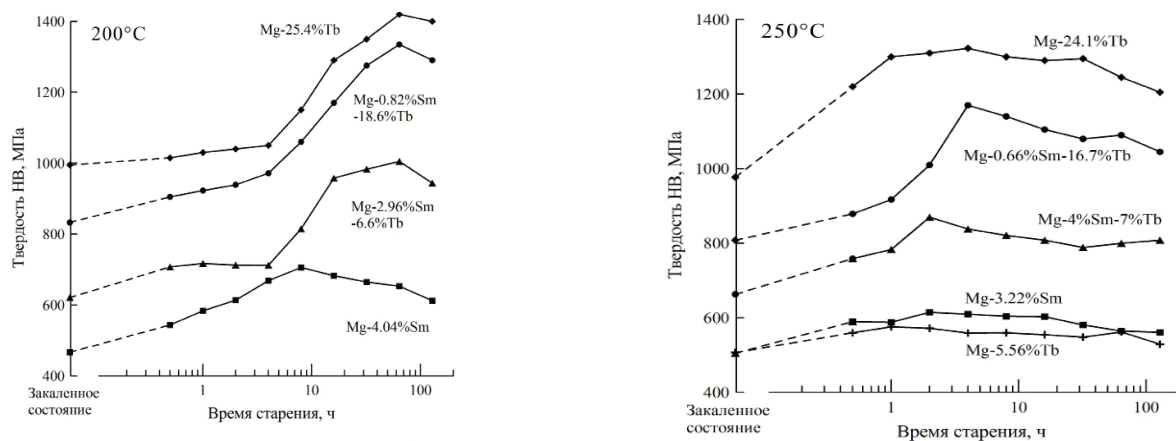 200°C
Твердость НВ, МПа
1400
1200
1000
800
600
400
Mg-25.4%Tb
Mg-0.82%Sm
-18.6%Tb
Mg-2.96%Sm
-6.6%Tb
Mg-4.04%Sm
Закаленное
состояние
1
10
100
Время старения, ч
250°C
Твердость НВ, МПа
1400
1200
1000
800
600
400
Mg-24.1%Tb
Mg-0.66%Sm-16.7%Tb
Mg-4%Sm-7%Tb
Mg-3.22%Sm
Mg-5.56%Tb
Закаленное
состояние
1
10
100
Время старения, ч